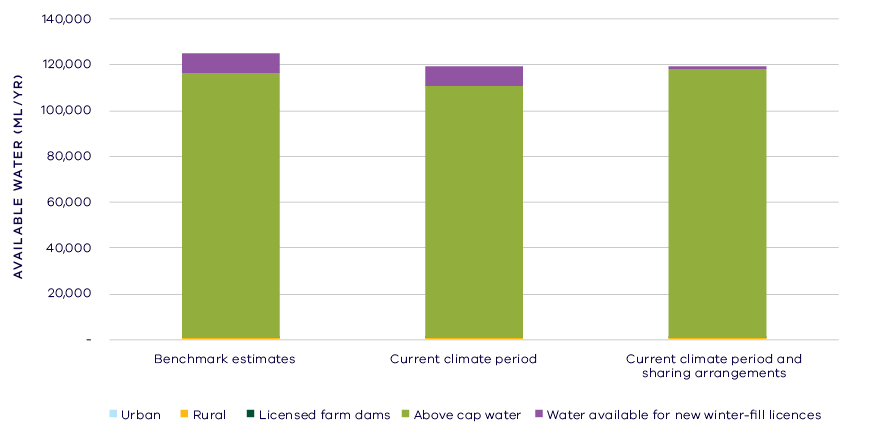 140,000
120,000
100,000
80,000
60,000
40,000
20,000
-
AVAILABLE WATER (ML/YR)
Benchmark estimates
Current climate period
Current climate period and
sharing arrangements
Urban
Rural
Licensed farm dams
Above cap water
Water available for new winter-fill licences